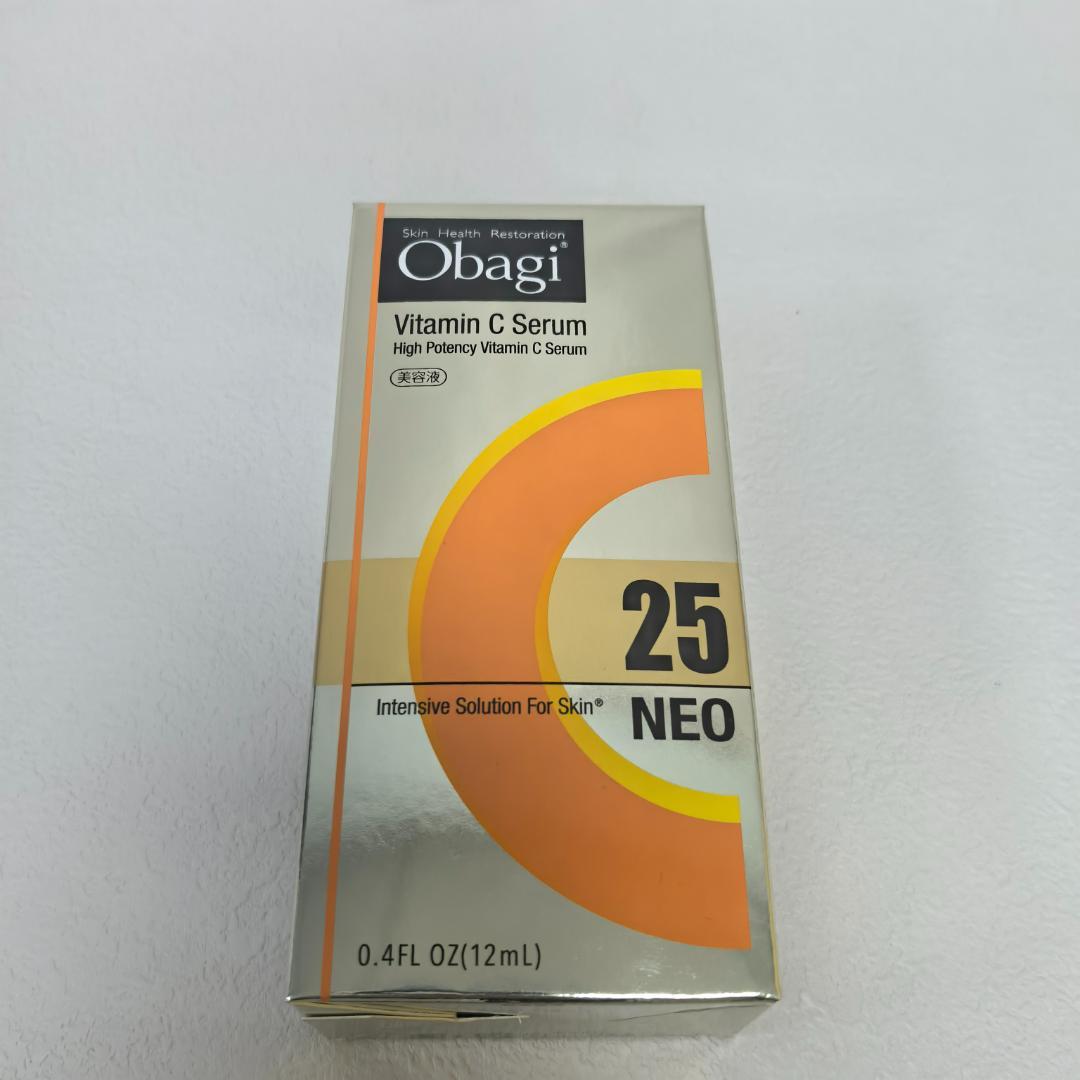 Skin Health Restoration
Obagi®
Vitamin C Serum
High Potency Vitamin C Serum
美容液
C
25
Intensive Solution For Skin®
NEO
0.4FL OZ(12mL)